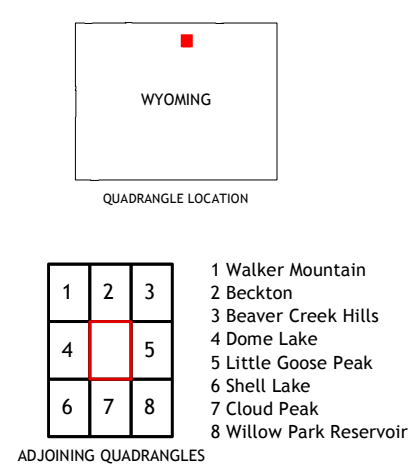 WYOMING
QUADRANGLE LOCATION
1 2 3
4 5
6 7 8
ADJOINING QUADRANGLES
1 Walker Mountain
2 Beckton
3 Beaver Creek Hills
4 Dome Lake
5 Little Goose Peak
6 Shell Lake
7 Cloud Peak
8 Willow Park Reservoir